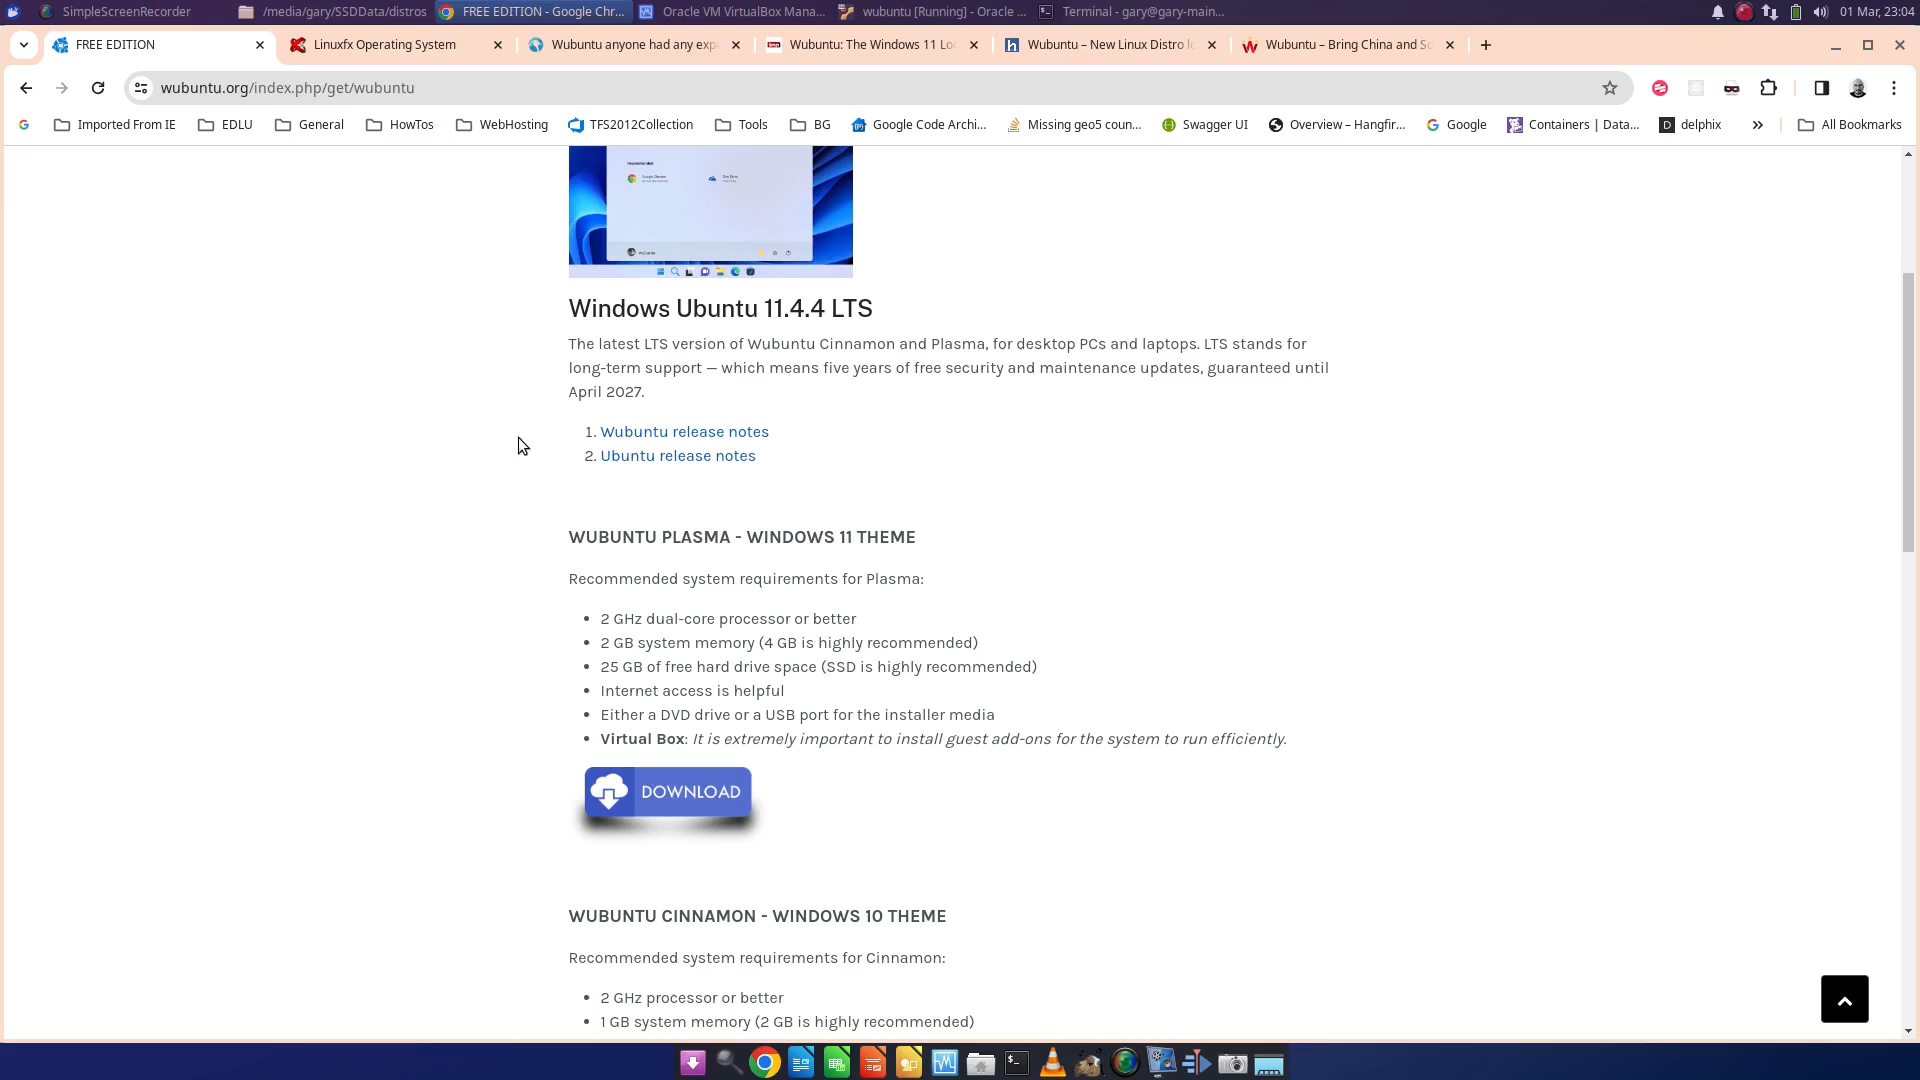 SimpleScreenRecorder
/media/gary/SSDData/distros
FREE EDITION - Google Chr...
Oracle VM VirtualBox Mana...
wubuntu [Running] - Oracle ...
Terminal - gary@gary-main...
01 Mar, 23:04
FREE EDITION
Linuxfx Operating System
Wubuntu anyone had any exp
Wubuntu: The Windows 11 Lo
Wubuntu – New Linux Distro lo
Wubuntu – Bring China and So
wubuntu.org/index.php/get/wubuntu
Imported From IE
EDLU
General
HowTos
WebHosting
TFS2012Collection
Tools
BG
Google Code Archi...
Missing geo5 coun...
Swagger UI
Overview – Hangfir...
Google
Containers | Data...
delphix
All Bookmarks
Recommended
Google Chrome
One Drive
wubuntu
Windows Ubuntu 11.4.4 LTS
The latest LTS version of Wubuntu Cinnamon and Plasma, for desktop PCs and laptops. LTS stands for
long-term support — which means five years of free security and maintenance updates, guaranteed until
April 2027.
1. Wubuntu release notes
2. Ubuntu release notes
WUBUNTU PLASMA - WINDOWS 11 THEME
Recommended system requirements for Plasma:
• 2 GHz dual-core processor or better
• 2 GB system memory (4 GB is highly recommended)
• 25 GB of free hard drive space (SSD is highly recommended)
• Internet access is helpful
• Either a DVD drive or a USB port for the installer media
• Virtual Box: It is extremely important to install guest add-ons for the system to run efficiently.
DOWNLOAD
WUBUNTU CINNAMON - WINDOWS 10 THEME
Recommended system requirements for Cinnamon:
• 2 GHz processor or better
• 1 GB system memory (2 GB is highly recommended)